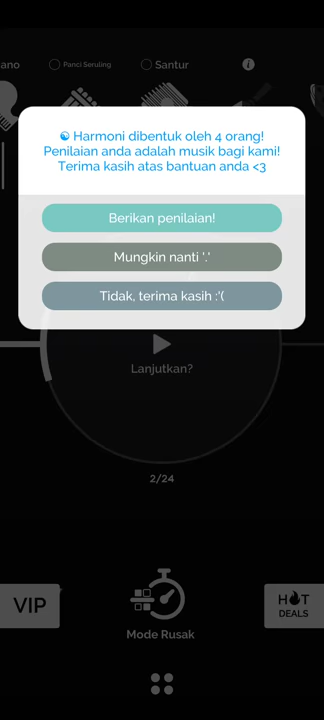 ano
Panci Seruling
Santur
☯ Harmoni dibentuk oleh 4 orang!
Penilaian anda adalah musik bagi kami!
Terima kasih atas bantuan anda <3
Berikan penilaian!
Mungkin nanti '.'
Tidak, terima kasih :'(
Lanjutkan?
2/24
VIP
HOT
DEALS
Mode Rusak